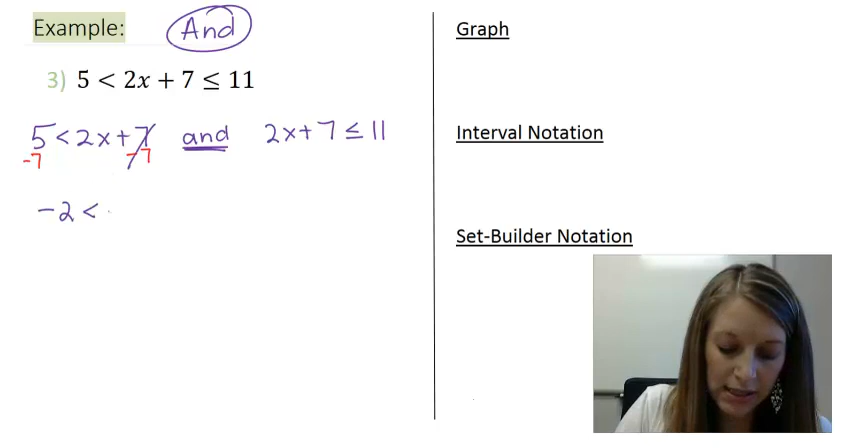 Example: And
3) 5 < 2x + 7 ≤ 11
5 < 2x + 7 and 2x + 7 ≤ 11
-7 -7
-2 <
Graph
Interval Notation
Set-Builder Notation